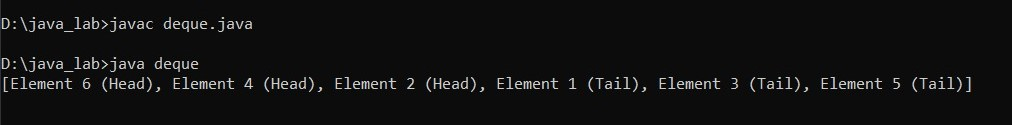 D:\java_lab>javac deque.java
D:\java_lab>java deque
[Element 6 (Head), Element 4 (Head), Element 2 (Head), Element 1 (Tail), Element 3 (Tail), Element 5 (Tail)]